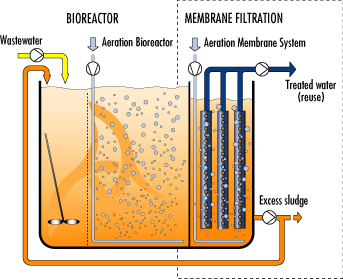 BIOREACTOR
MEMBRANE FILTRATION
Wastewater
Aeration Bioreactor
Aeration Membrane System
Treated water
(reuse)
Excess sludge